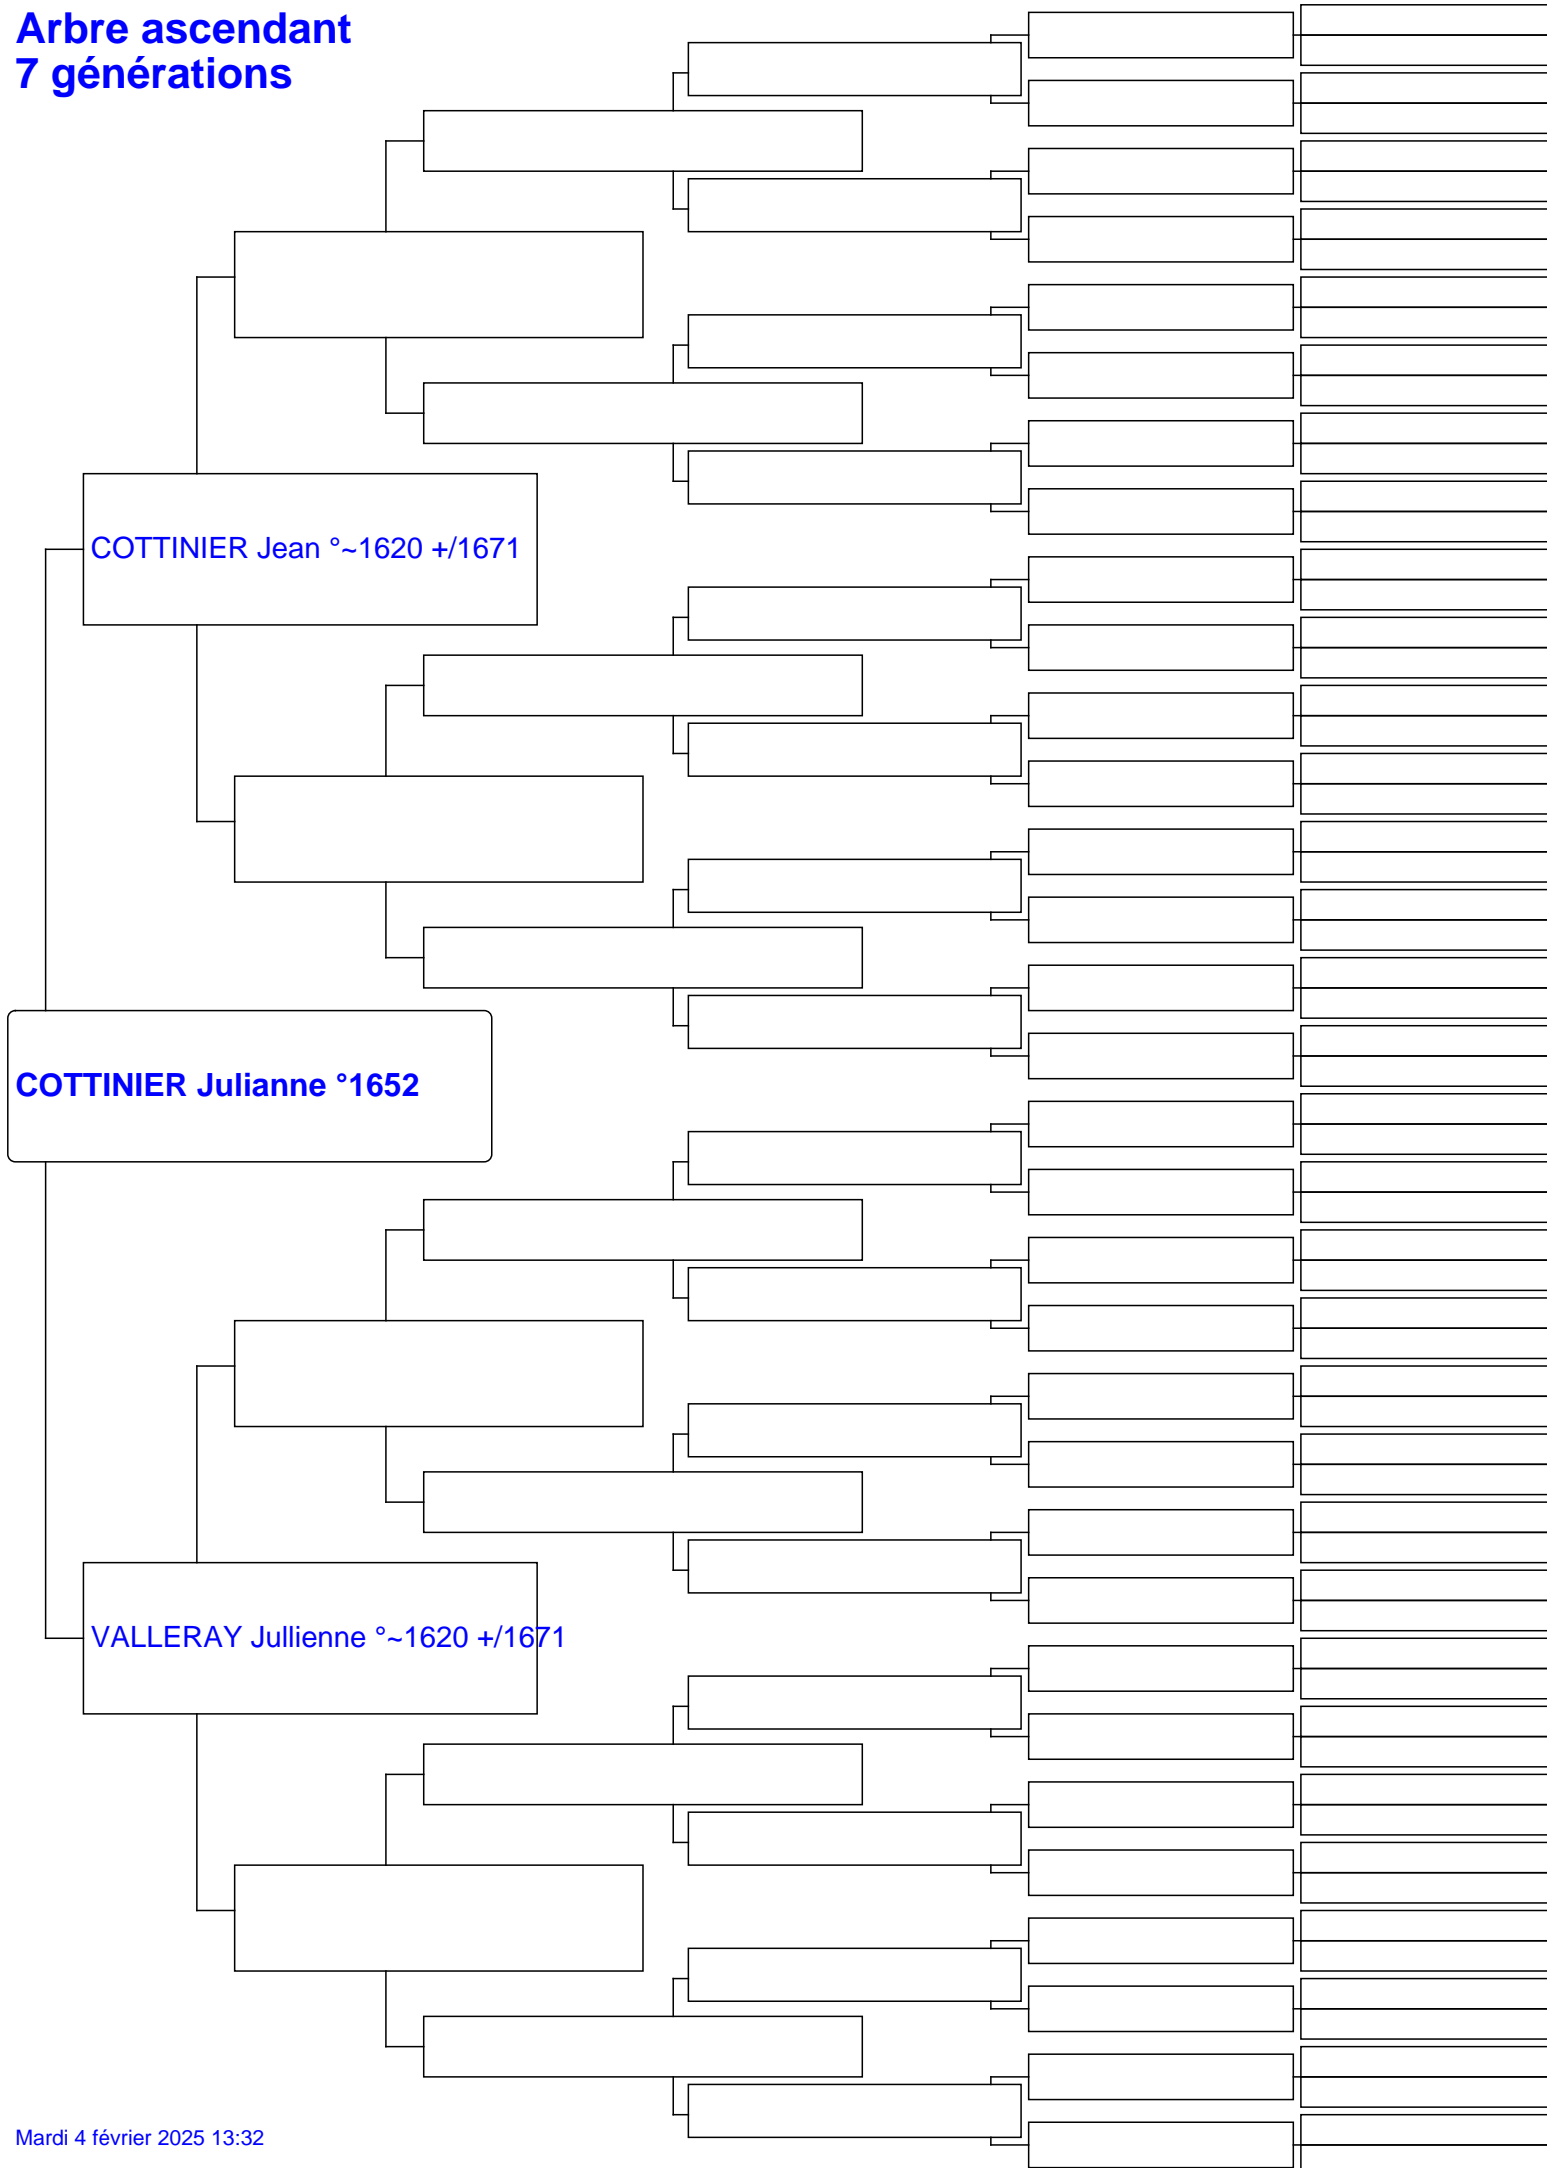 Arbre ascendant
7 générations
COTTINIER Jean °~1620 +/1671
COTTINIER Julianne °1652
VALLERAY Jullienne °~1620 +/1671
Mardi 4 février 2025 13:32